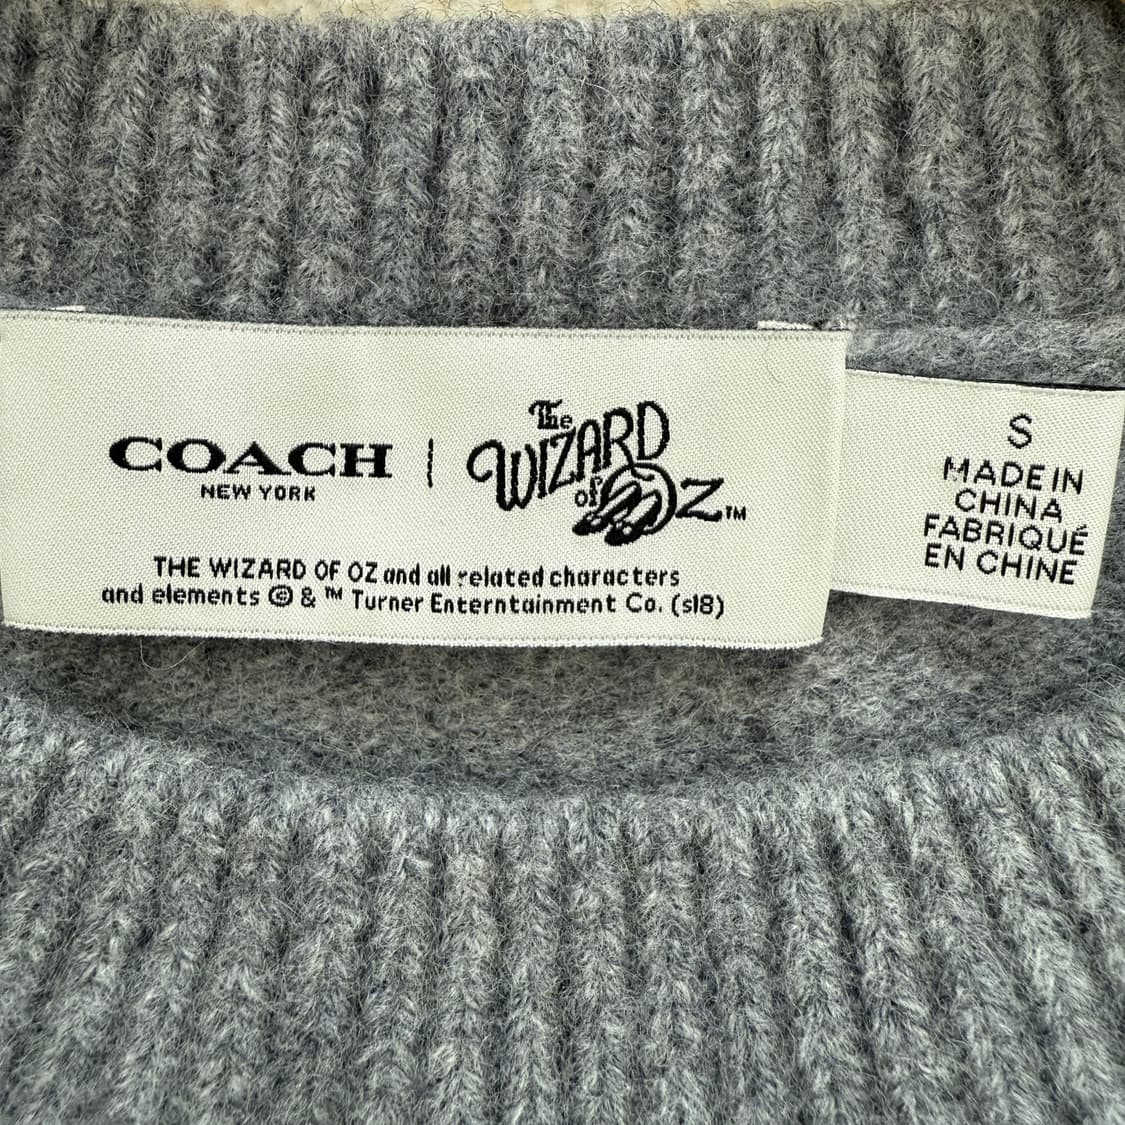 COACH
NEW YORK
The
WIZARD
of OZ™
THE WIZARD OF OZ and all related characters
and elements © & ™ Turner Enterntainment Co. (s18)
S
MADE IN
CHINA
FABRIQUÉ
EN CHINE